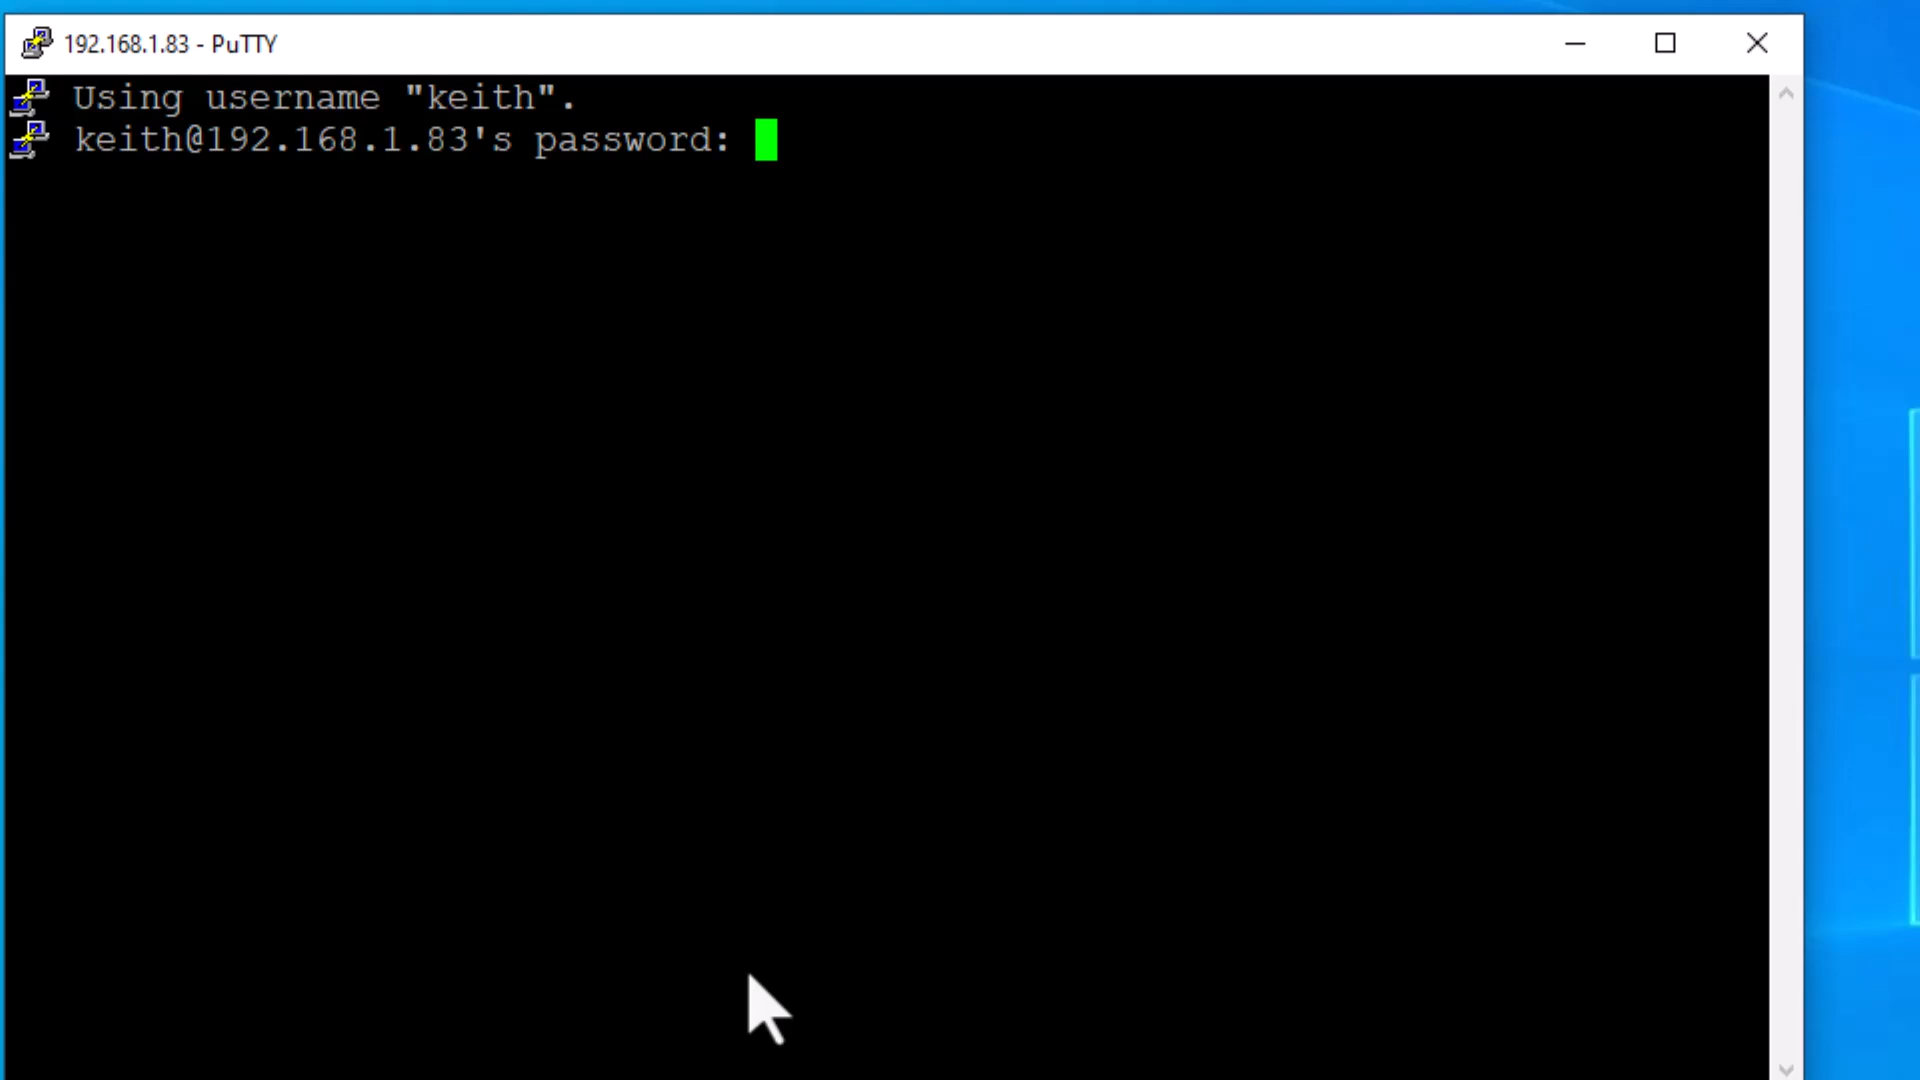 192.168.1.83 - PuTTY
Using username "keith".
keith@192.168.1.83's password: